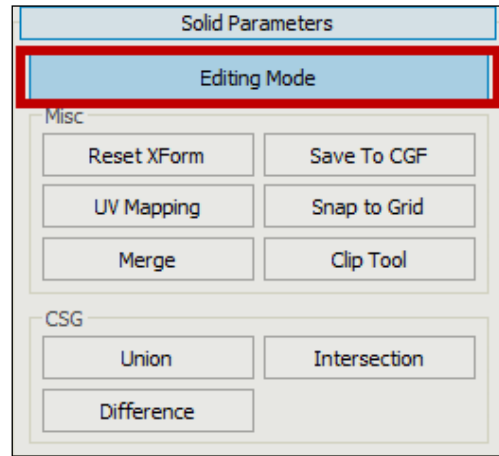 Solid Parameters
Editing Mode
Misc
Reset XForm Save To CGF
UV Mapping Snap to Grid
Merge Clip Tool
CSG
Union Intersection
Difference